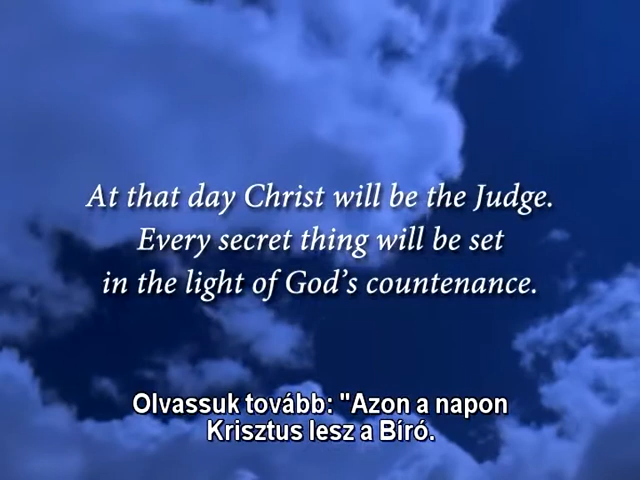 At that day Christ will be the Judge.
Every secret thing will be set
in the light of God’s countenance.
Olvassuk tovább: "Azon a napon
Krisztus lesz a Bíró.